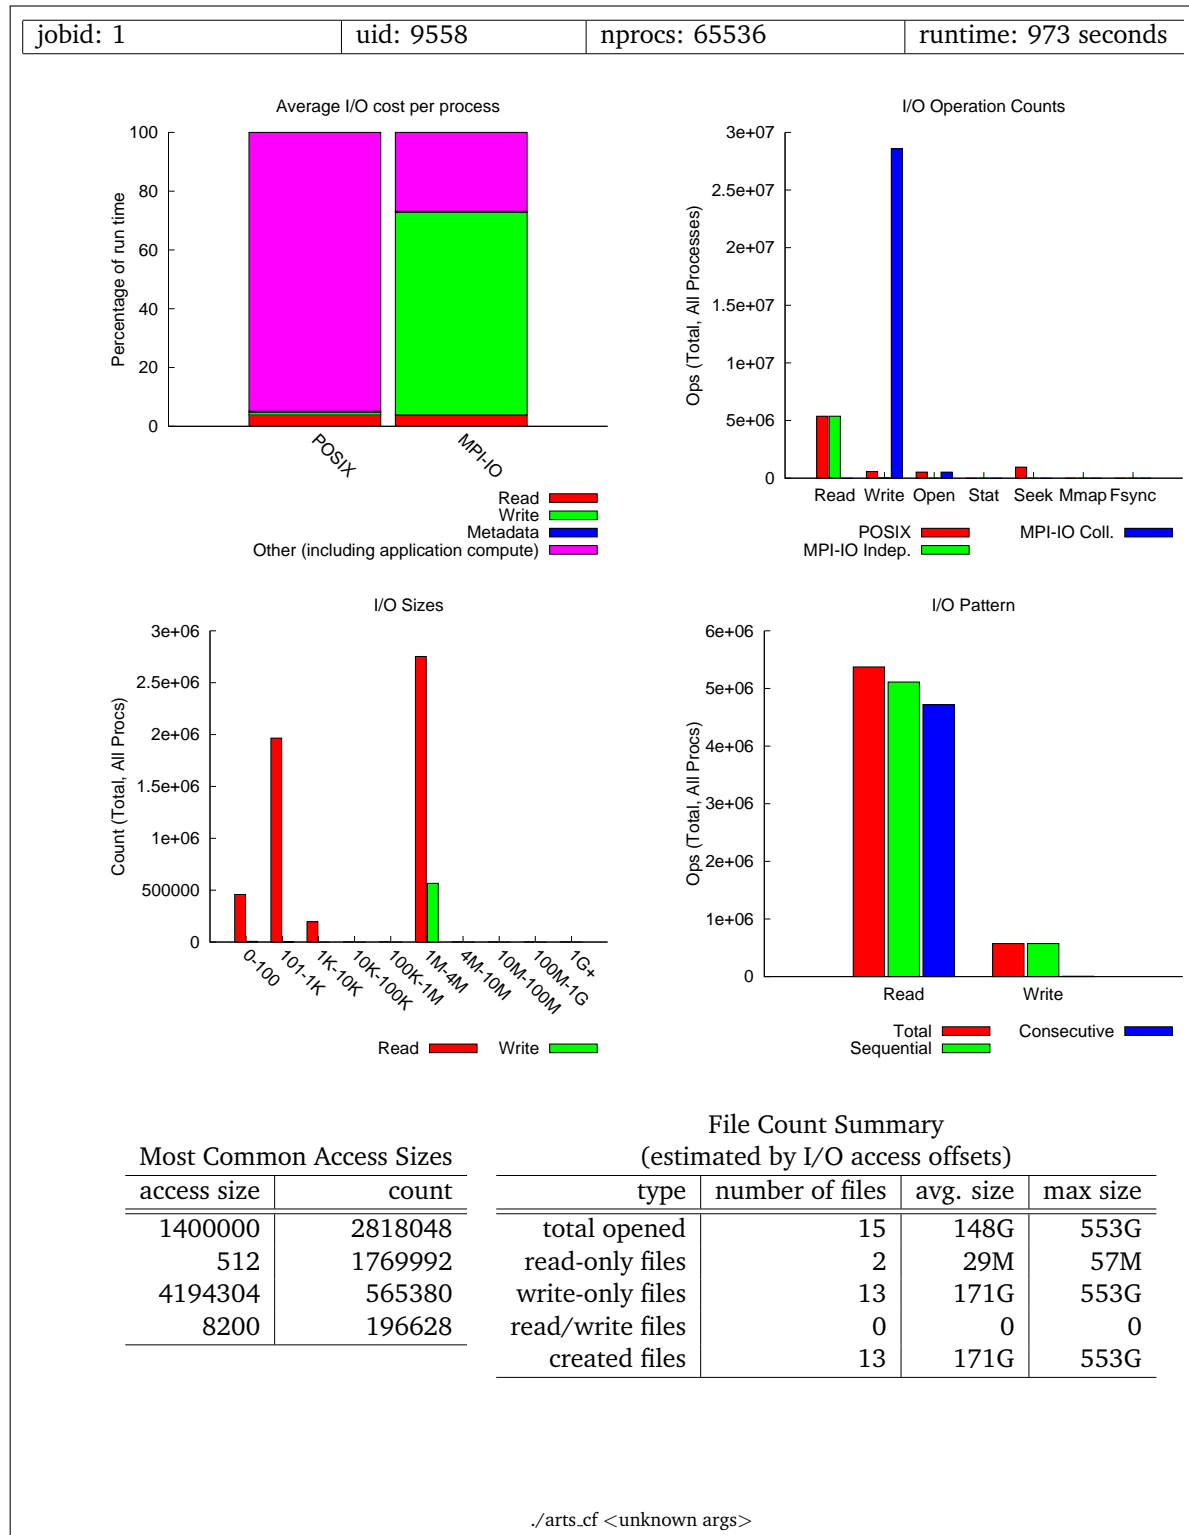 jobid: 1 uid: 9558 nprocs: 65536 runtime: 973 seconds
Average I/O cost per process
Percentage of run time
100
80
60
40
20
0
POSIX
MPI-IO
Read
Write
Metadata
Other (including application compute)
I/O Operation Counts
Ops (Total, All Processes)
3e+07
2.5e+07
2e+07
1.5e+07
1e+07
5e+06
0
Read Write Open Stat Seek Mmap Fsync
POSIX
MPI-IO Indep.
MPI-IO Coll.
I/O Sizes
Count (Total, All Procs)
3e+06
2.5e+06
2e+06
1.5e+06
1e+06
500000
0
0-100
101-1K
1K-10K
10K-100K
100K-1M
1M-4M
4M-10M
10M-100M
100M-1G
1G+
Read Write
I/O Pattern
Ops (Total, All Procs)
6e+06
5e+06
4e+06
3e+06
2e+06
1e+06
0
Read Write
Total
Sequential
Consecutive
Most Common Access Sizes
access size count
1400000 2818048
512 1769992
4194304 565380
8200 196628
File Count Summary
(estimated by I/O access offsets)
type number of files avg. size max size
total opened 15 148G 553G
read-only files 2 29M 57M
write-only files 13 171G 553G
read/write files 0 0 0
created files 13 171G 553G
./arts_cf <unknown args>